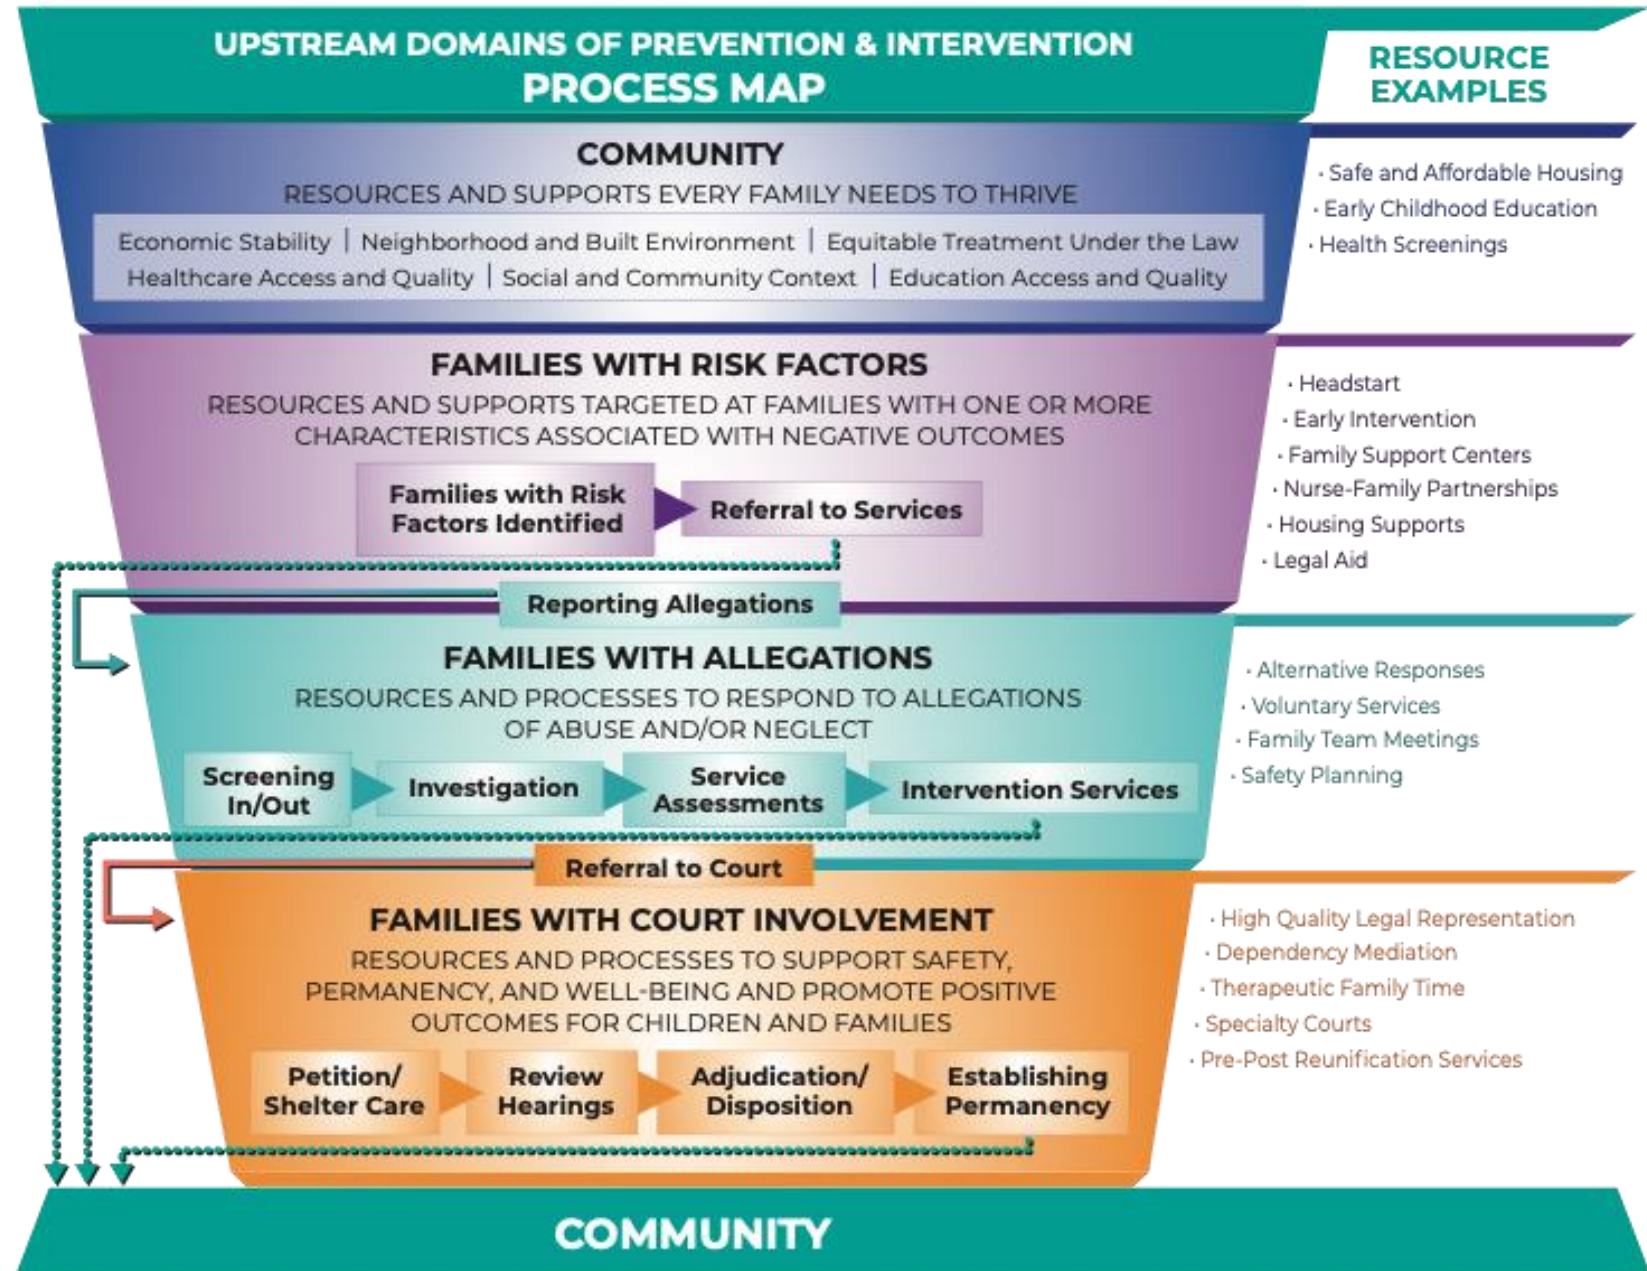 UPSTREAM DOMAINS OF PREVENTION & INTERVENTION
PROCESS MAP
RESOURCE
EXAMPLES
COMMUNITY
RESOURCES AND SUPPORTS EVERY FAMILY NEEDS TO THRIVE
Economic Stability | Neighborhood and Built Environment | Equitable Treatment Under the Law
Healthcare Access and Quality | Social and Community Context | Education Access and Quality
· Safe and Affordable Housing
· Early Childhood Education
· Health Screenings
FAMILIES WITH RISK FACTORS
RESOURCES AND SUPPORTS TARGETED AT FAMILIES WITH ONE OR MORE
CHARACTERISTICS ASSOCIATED WITH NEGATIVE OUTCOMES
Families with Risk
Factors Identified
Referral to Services
· Headstart
· Early Intervention
· Family Support Centers
· Nurse-Family Partnerships
· Housing Supports
· Legal Aid
Reporting Allegations
FAMILIES WITH ALLEGATIONS
RESOURCES AND PROCESSES TO RESPOND TO ALLEGATIONS
OF ABUSE AND/OR NEGLECT
Screening
In/Out
Investigation
Service
Assessments
Intervention Services
· Alternative Responses
· Voluntary Services
· Family Team Meetings
· Safety Planning
Referral to Court
FAMILIES WITH COURT INVOLVEMENT
RESOURCES AND PROCESSES TO SUPPORT SAFETY,
PERMANENCY, AND WELL-BEING AND PROMOTE POSITIVE
OUTCOMES FOR CHILDREN AND FAMILIES
Petition/
Shelter Care
Review
Hearings
Adjudication/
Disposition
Establishing
Permanency
· High Quality Legal Representation
· Dependency Mediation
· Therapeutic Family Time
· Specialty Courts
· Pre-Post Reunification Services
COMMUNITY